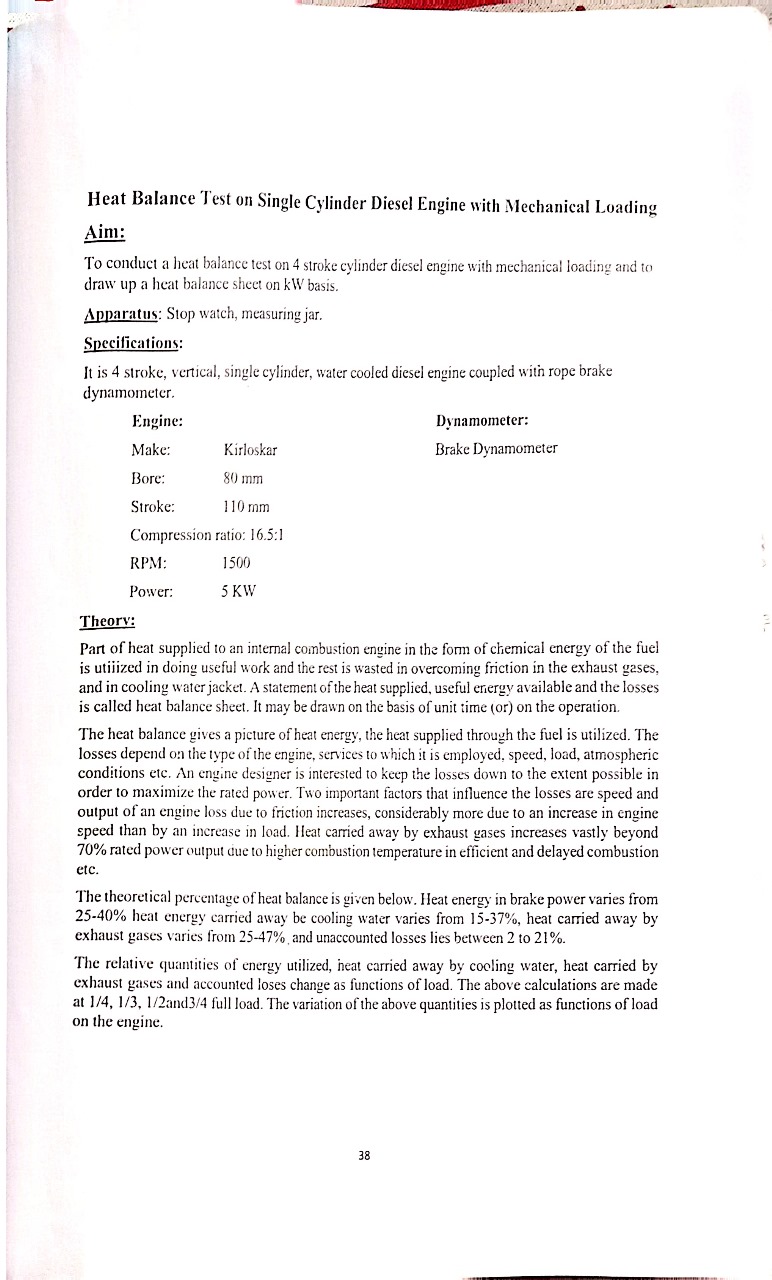 Heat Balance Test on Single Cylinder Diesel Engine with Mechanical Loading
Aim:
To conduct a heat balance test on 4 stroke cylinder diesel engine with mechanical loading and to
draw up a heat balance sheet on kW basis.
Apparatus: Stop watch, measuring jar.
Specifications:
It is 4 stroke, vertical, single cylinder, water cooled diesel engine coupled with rope brake
dynamometer.
Engine: Dynamometer:
Make: Kirloskar Brake Dynamometer
Bore: 80 mm
Stroke: 110 mm
Compression ratio: 16.5:1
RPM: 1500
Power: 5 KW
Theory:
Part of heat supplied to an internal combustion engine in the form of chemical energy of the fuel
is utilized in doing useful work and the rest is wasted in overcoming friction in the exhaust gases,
and in cooling water jacket. A statement of the heat supplied, useful energy available and the losses
is called heat balance sheet. It may be drawn on the basis of unit time (or) on the operation.
The heat balance gives a picture of heat energy, the heat supplied through the fuel is utilized. The
losses depend on the type of the engine, services to which it is employed, speed, load, atmospheric
conditions etc. An engine designer is interested to keep the losses down to the extent possible in
order to maximize the rated power. Two important factors that influence the losses are speed and
output of an engine loss due to friction increases, considerably more due to an increase in engine
speed than by an increase in load. Heat carried away by exhaust gases increases vastly beyond
70% rated power output due to higher combustion temperature in efficient and delayed combustion
etc.
The theoretical percentage of heat balance is given below. Heat energy in brake power varies from
25-40% heat energy carried away be cooling water varies from 15-37%, heat carried away by
exhaust gases varies from 25-47%, and unaccounted losses lies between 2 to 21%.
The relative quantities of energy utilized, heat carried away by cooling water, heat carried by
exhaust gases and accounted loses change as functions of load. The above calculations are made
at 1/4, 1/3, 1/2and3/4 full load. The variation of the above quantities is plotted as functions of load
on the engine.
38